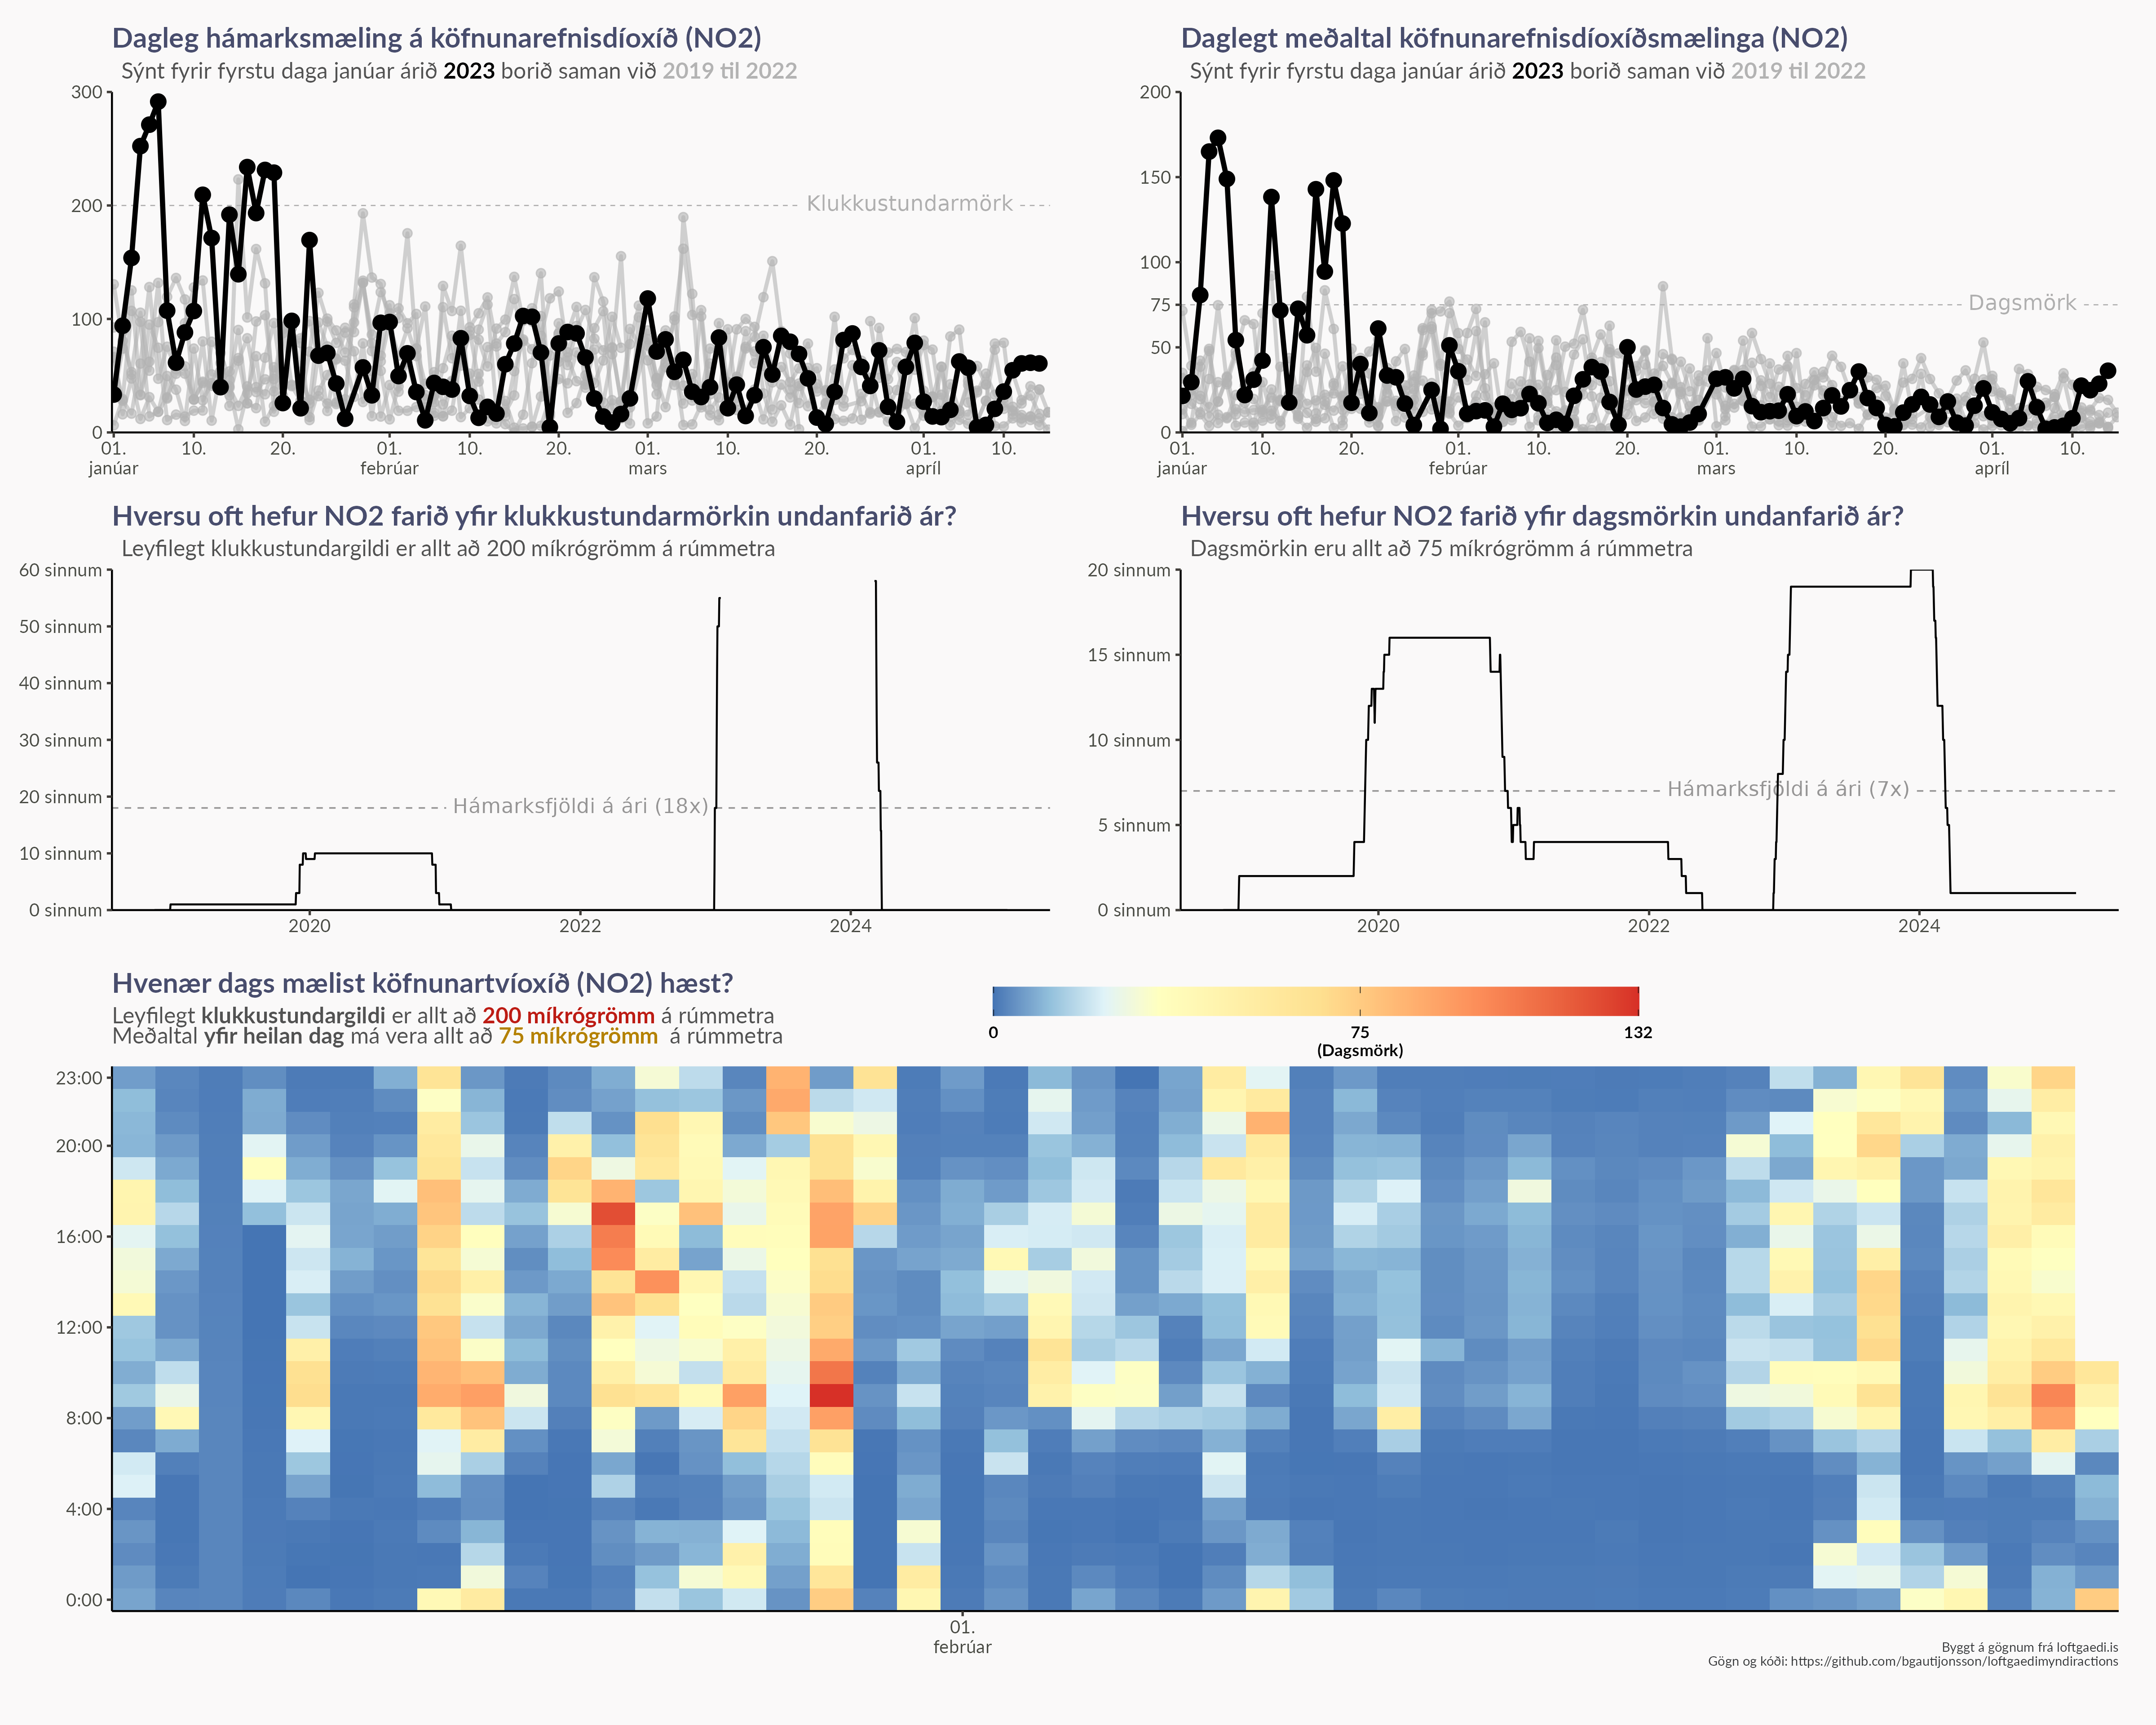 Dagleg hámarksmæling á köfnunarefnisdíoxíð (NO2)
Sýnt fyrir fyrstu daga janúar árið 2023 borið saman við 2019 til 2022
300
200
100
0
Klukkustundarmörk
01. 10. 20. 01. 10. 20. 01. 10. 20. 01. 10.
janúar febrúar mars apríl
Daglegt meðaltal köfnunarefnisdíoxíðsmælinga (NO2)
Sýnt fyrir fyrstu daga janúar árið 2023 borið saman við 2019 til 2022
200
150
100
75
50
0
Dagsmörk
01. 10. 20. 01. 10. 20. 01. 10. 20. 01. 10.
janúar febrúar mars apríl
Hversu oft hefur NO2 farið yfir klukkustundarmörkin undanfarið ár?
Leyfilegt klukkustundargildi er allt að 200 míkrógrömm á rúmmetra
60 sinnum
50 sinnum
40 sinnum
30 sinnum
20 sinnum
10 sinnum
0 sinnum
Hámarksfjöldi á ári (18x)
2020 2022 2024
Hversu oft hefur NO2 farið yfir dagsmörkin undanfarið ár?
Dagsmörkin eru allt að 75 míkrógrömm á rúmmetra
20 sinnum
15 sinnum
10 sinnum
5 sinnum
0 sinnum
Hámarksfjöldi á ári (7x)
2020 2022 2024
Hvenær dags mælist köfnunartvíoxíð (NO2) hæst?
Leyfilegt klukkustundargildi er allt að 200 míkrógrömm á rúmmetra
Meðaltal yfir heilan dag má vera allt að 75 míkrógrömm á rúmmetra
0 75 132
(Dagsmörk)
23:00
20:00
16:00
12:00
8:00
4:00
0:00
01.
febrúar
Byggt á gögnum frá loftgaedi.is
Gögn og kóði: https://github.com/bgautijonsson/loftgaedimyndiractions